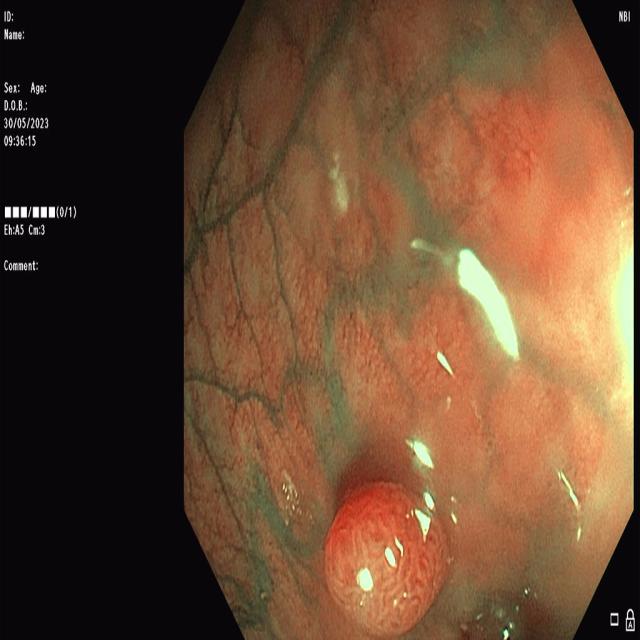 ID:
NBI
Name:
Sex: Age:
D.O.B.:
30/05/2023
09:36:15
■■■/■■■(0/1)
Eh:A5 Cm:3
Comment: